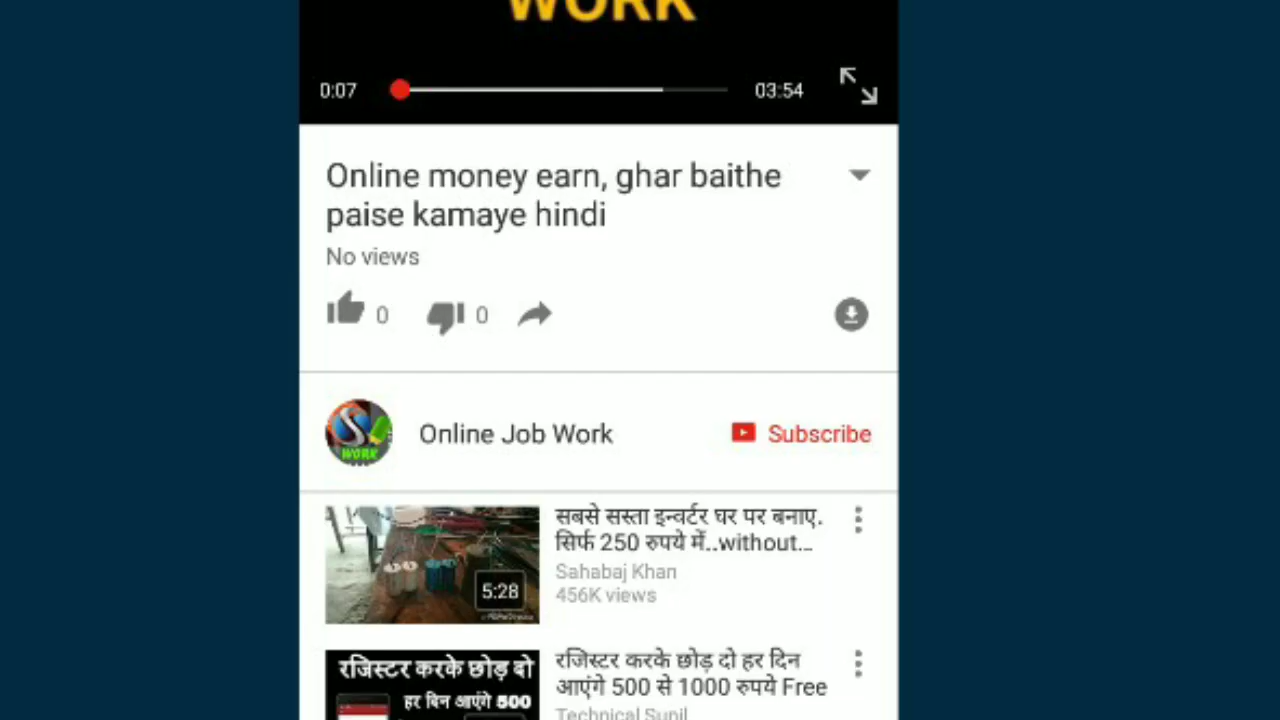 WORK
0:07
03:54
Online money earn, ghar baithe
paise kamaye hindi
No views
0
0
WORK
Online Job Work
Subscribe
सबसे सस्ता इन्वर्टर घर पर बनाए.
सिर्फ 250 रुपये में..without...
Sahabaj Khan
456K views
5:28
रजिस्टर करके छोड़ दो
हर दिन आएंगे 500
रजिस्टर करके छोड़ दो हर दिन
आएंगे 500 से 1000 रुपये Free
Technical Sunil